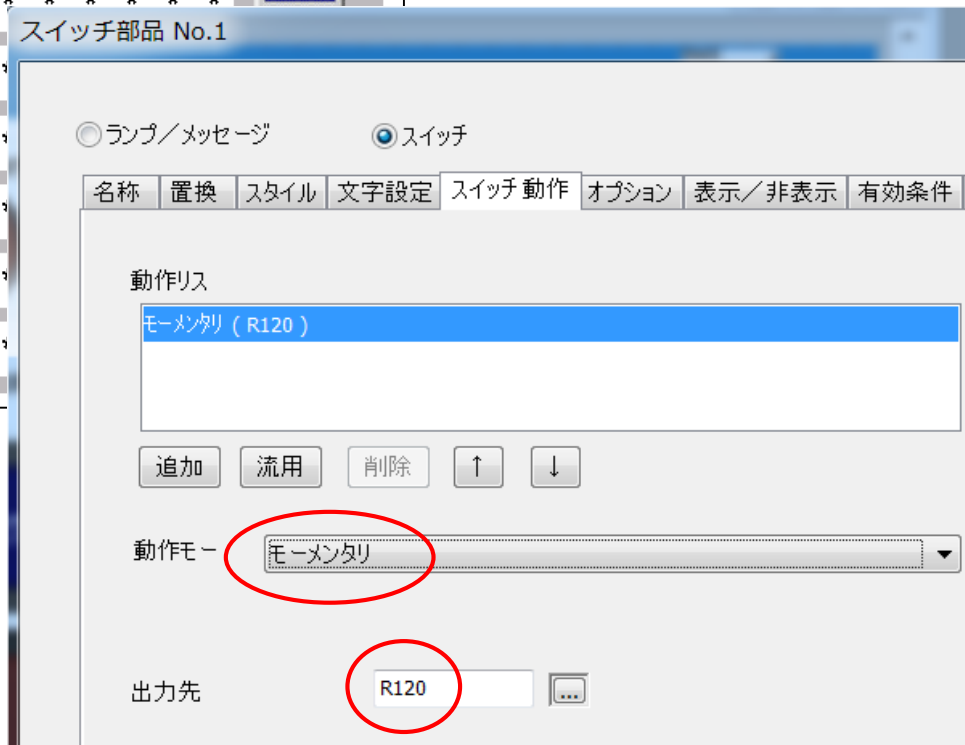 スイッチ部品 No.1
ランプ／メッセージ スイッチ
名称 置換 スタイル 文字設定 スイッチ動作 オプション 表示／非表示 有効条件
動作リス
モーメンタリ ( R120 )
追加 流用 削除 ↑ ↓
動作モー モーメンタリ
出力先 R120 ...